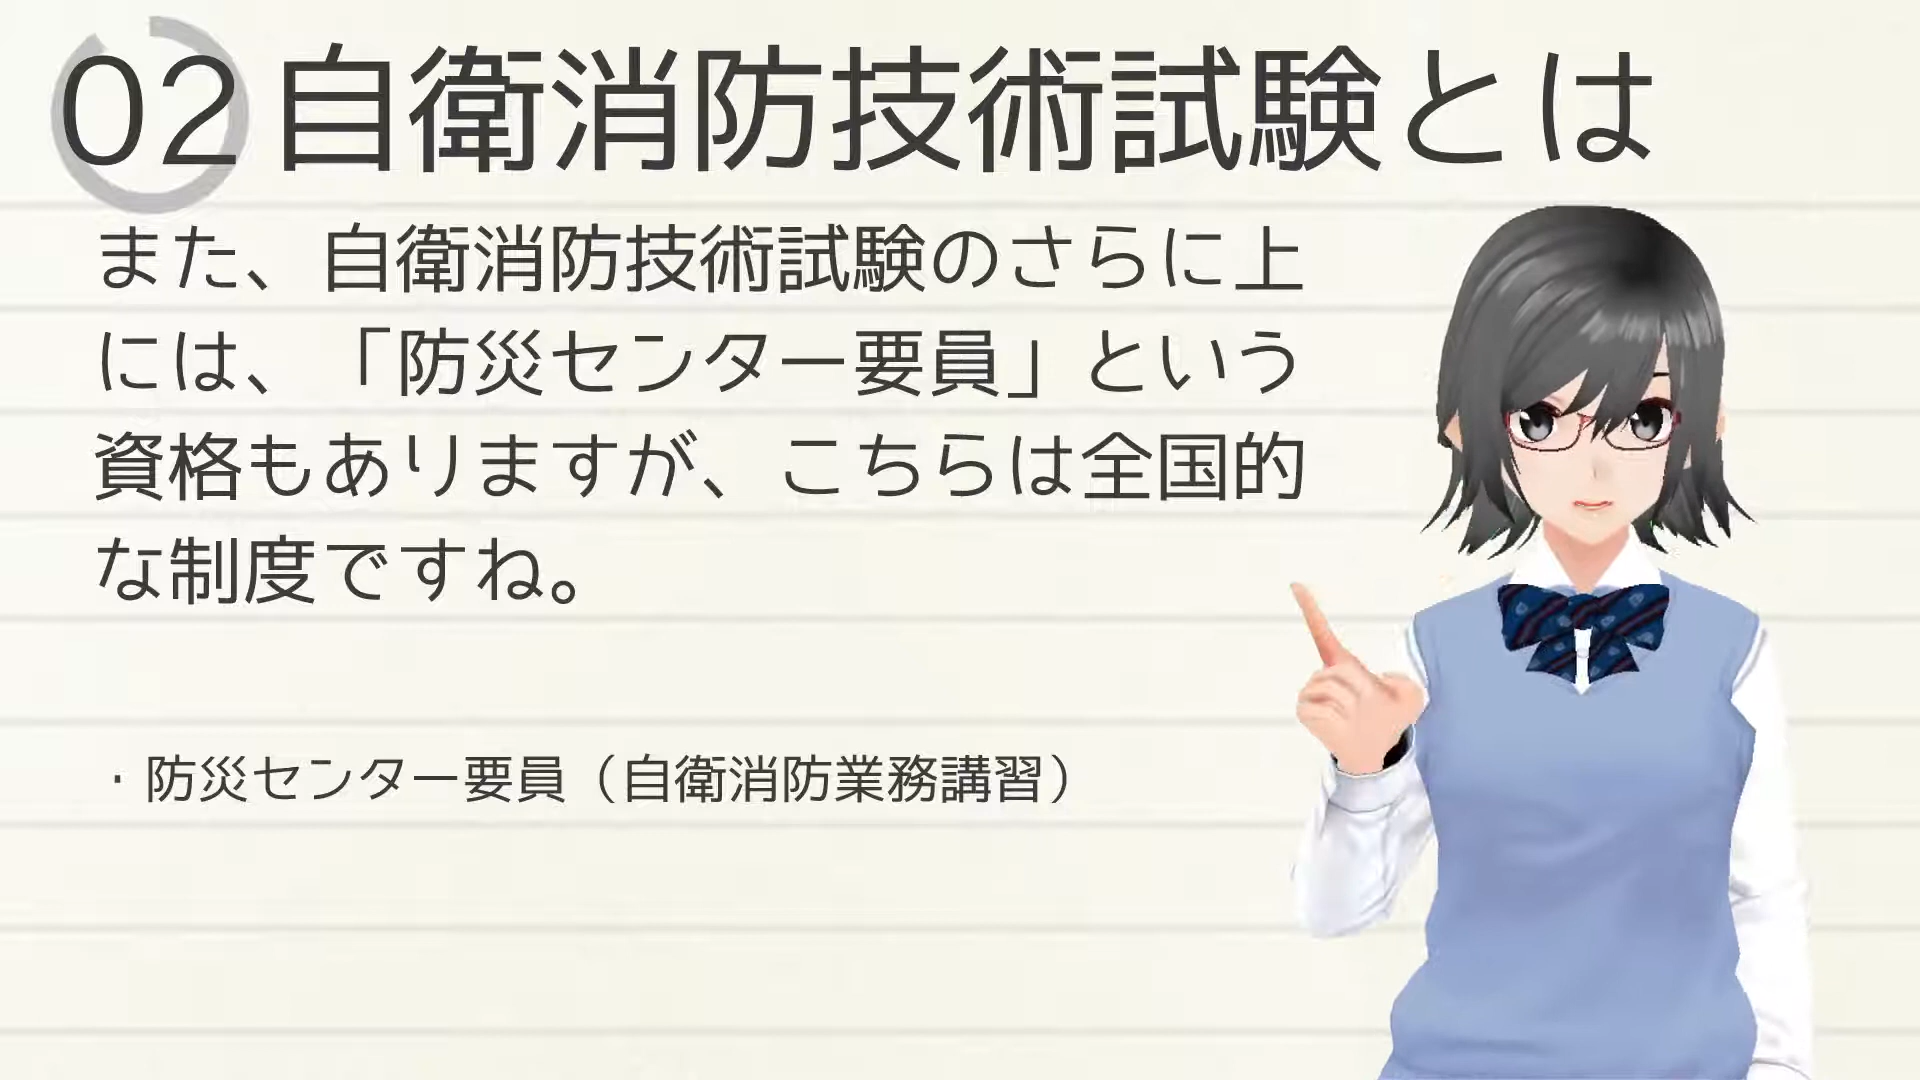 02 自衛消防技術試験とは
また、自衛消防技術試験のさらに上
には、「防災センター要員」という
資格もありますが、こちらは全国的
な制度ですね。
・防災センター要員（自衛消防業務講習）